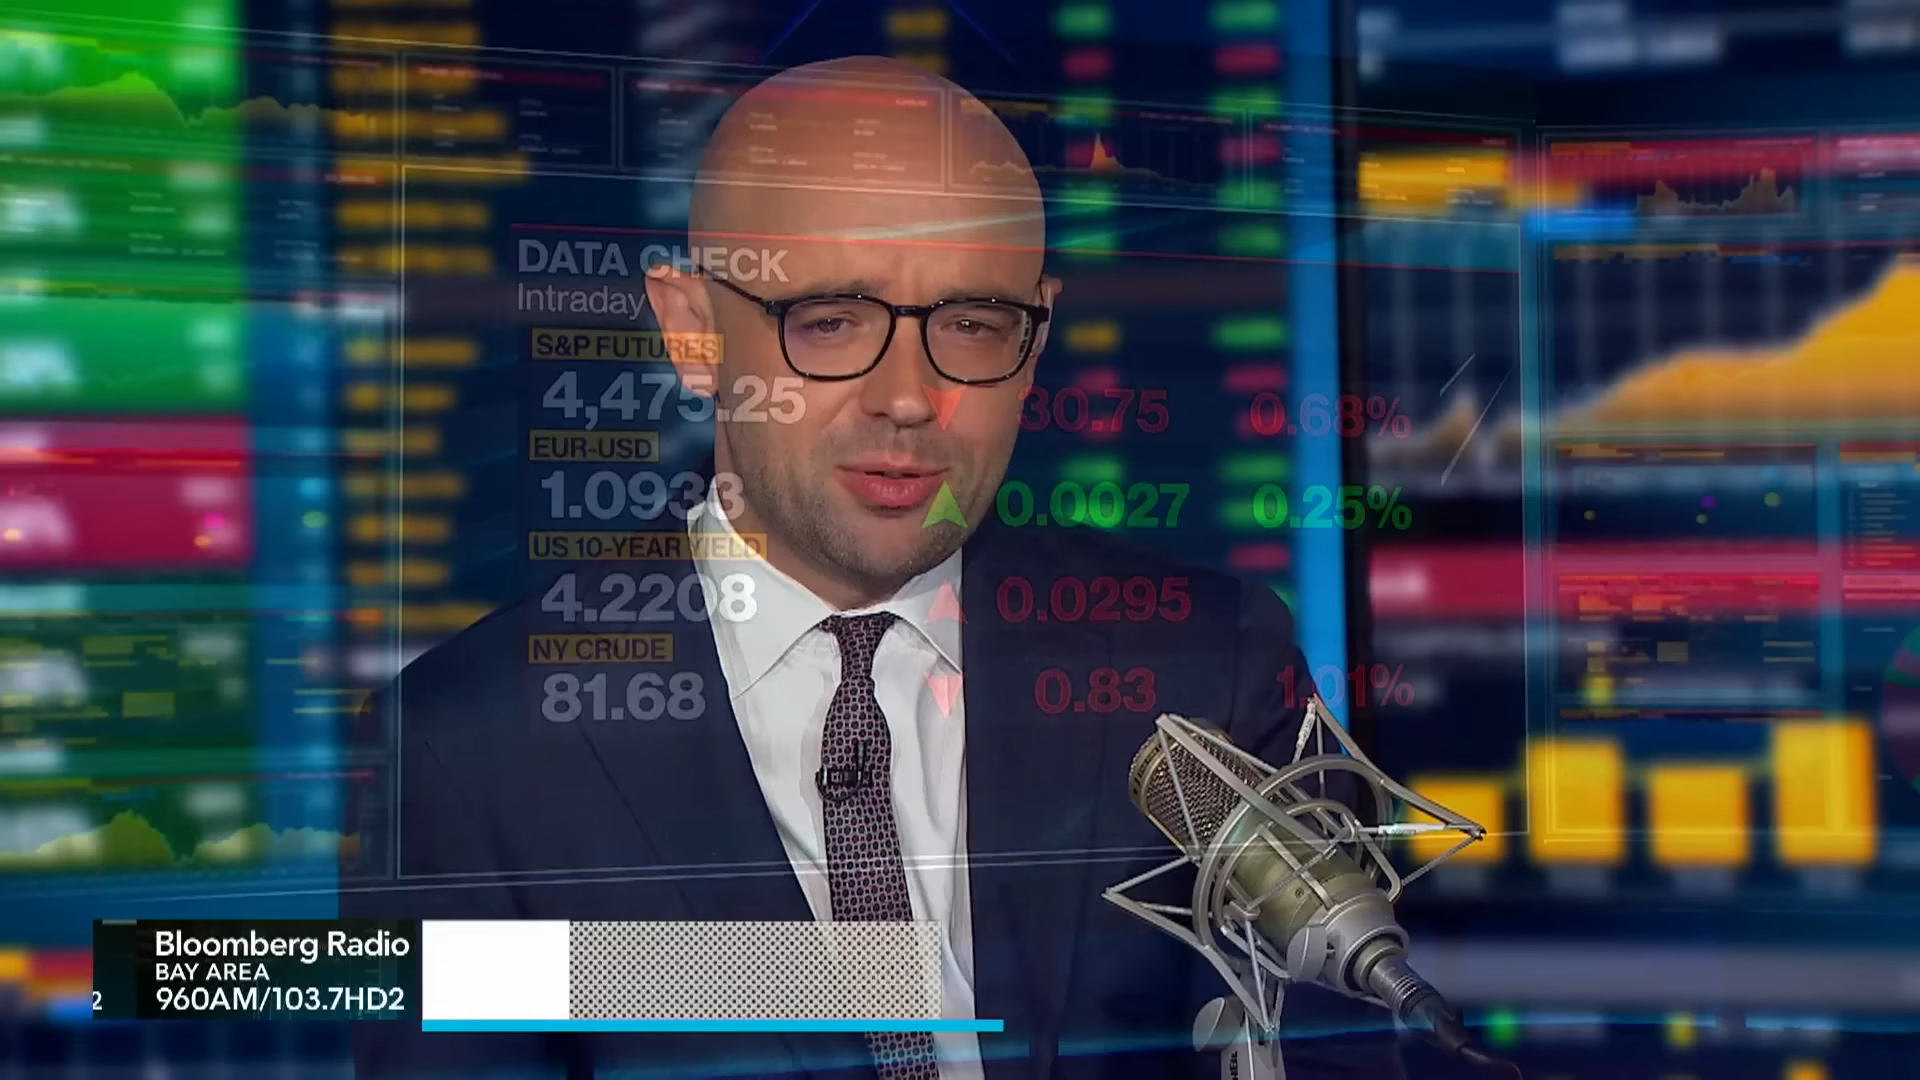 DATA CHECK
Intraday
S&P FUTURES
4,475.25 30.75 0.68%
EUR-USD
1.0933 0.0027 0.25%
US 10-YEAR YIELD
4.2208 0.0295
NY CRUDE
81.68 0.83 1.01%
Bloomberg Radio
BAY AREA
2 960AM/103.7HD2